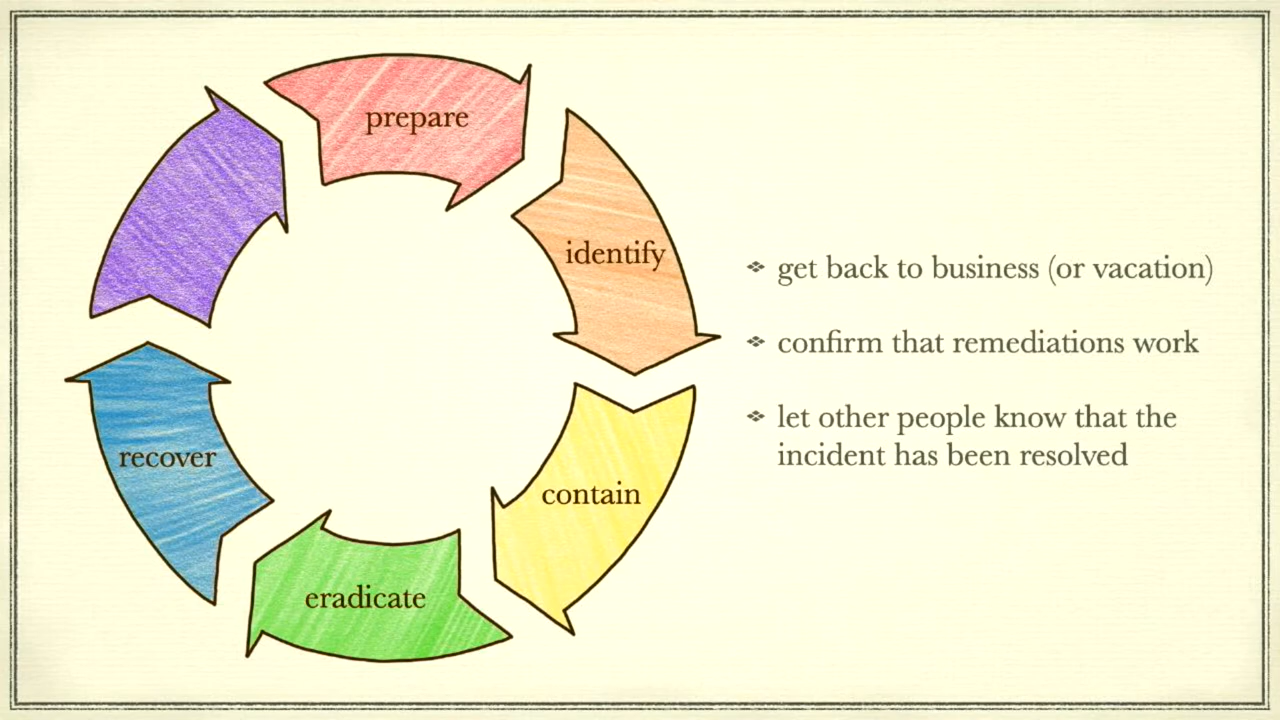 prepare
identify
contain
eradicate
recover
get back to business (or vacation)
confirm that remediations work
let other people know that the
incident has been resolved